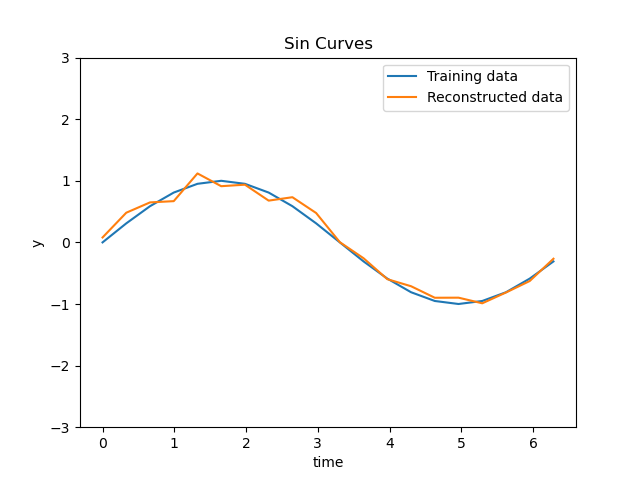 Sin Curves
Training data
Reconstructed data
3
2
1
0
−1
−2
−3
y
0 1 2 3 4 5 6
time